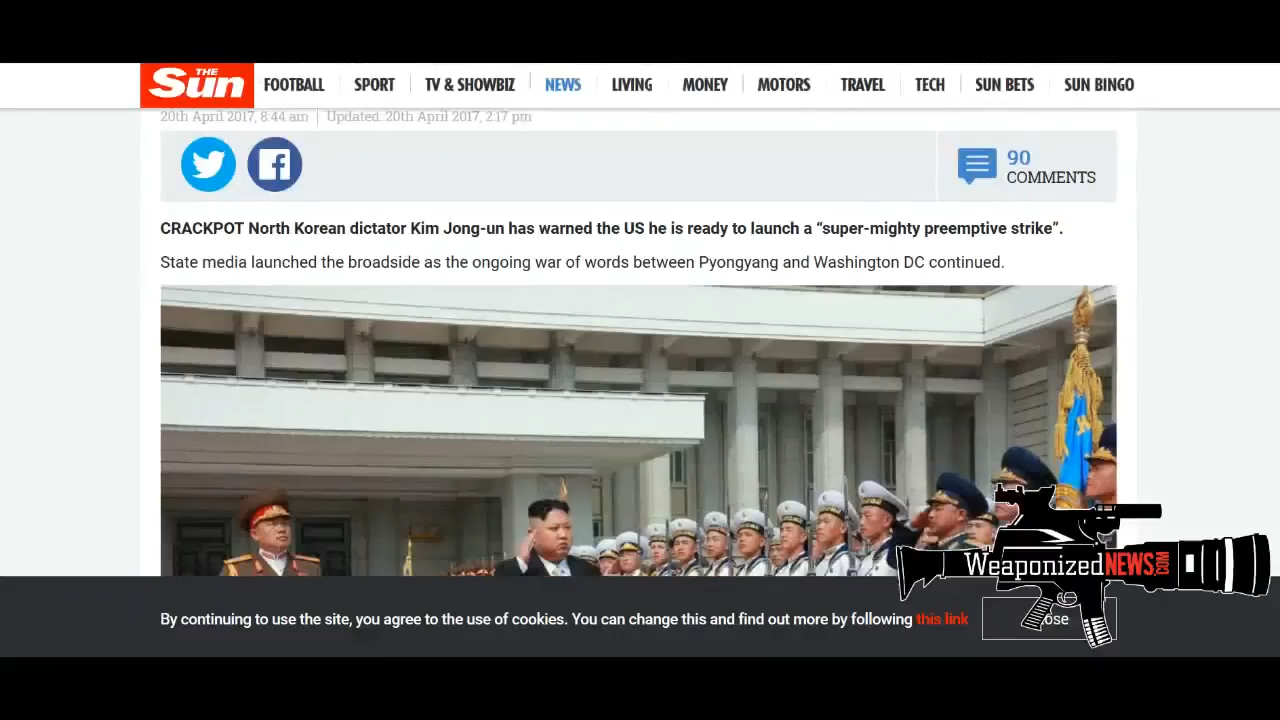 THE
Sun
FOOTBALL SPORT TV & SHOWBIZ NEWS LIVING MONEY MOTORS TRAVEL TECH SUN BETS SUN BINGO
20th April 2017, 8:44 am Updated: 20th April 2017, 2:17 pm
90
COMMENTS
CRACKPOT North Korean dictator Kim Jong-un has warned the US he is ready to launch a “super-mighty preemptive strike”.
State media launched the broadside as the ongoing war of words between Pyongyang and Washington DC continued.
WeaponizedNEWS.COM
By continuing to use the site, you agree to the use of cookies. You can change this and find out more by following this link